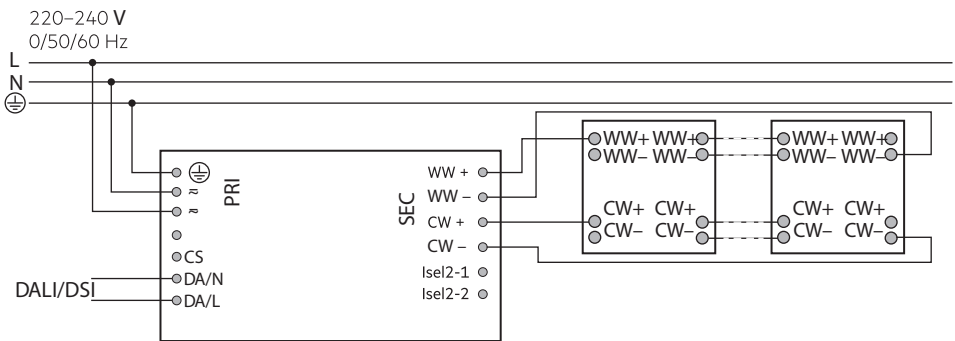 220–240 V
0/50/60 Hz
L
N
PRI
≂
≂
CS
DA/N
DA/L
DALI/DSI
SEC
WW +
WW –
CW +
CW –
Isel2-1
Isel2-2
WW+ WW+
WW– WW–
CW+ CW+
CW– CW–
WW+ WW+
WW– WW–
CW+ CW+
CW– CW–